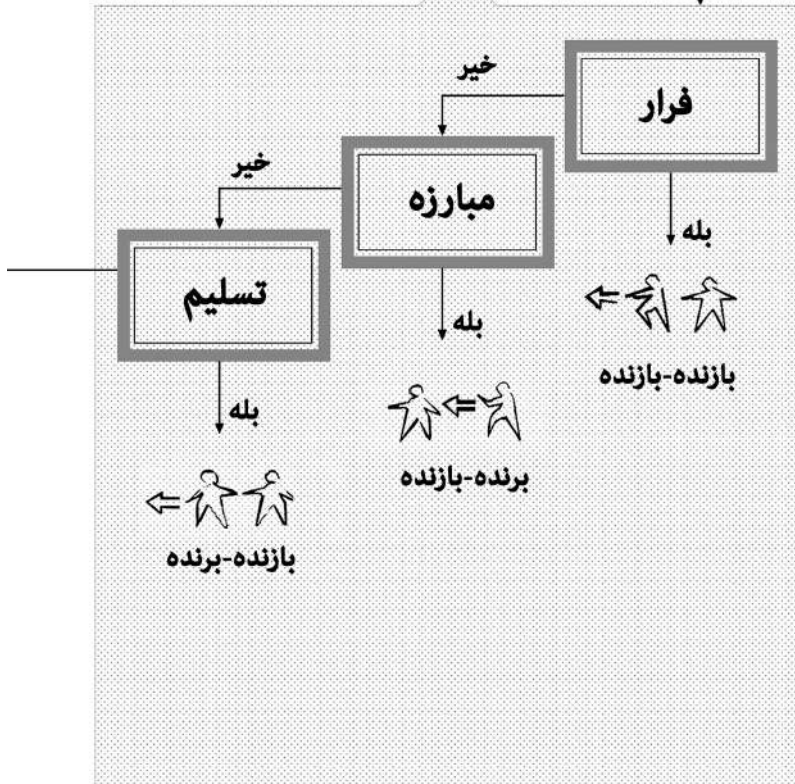 فرار
خیر
بله
بازنده-بازنده
مبارزه
خیر
بله
برنده-بازنده
تسلیم
بله
بازنده-برنده